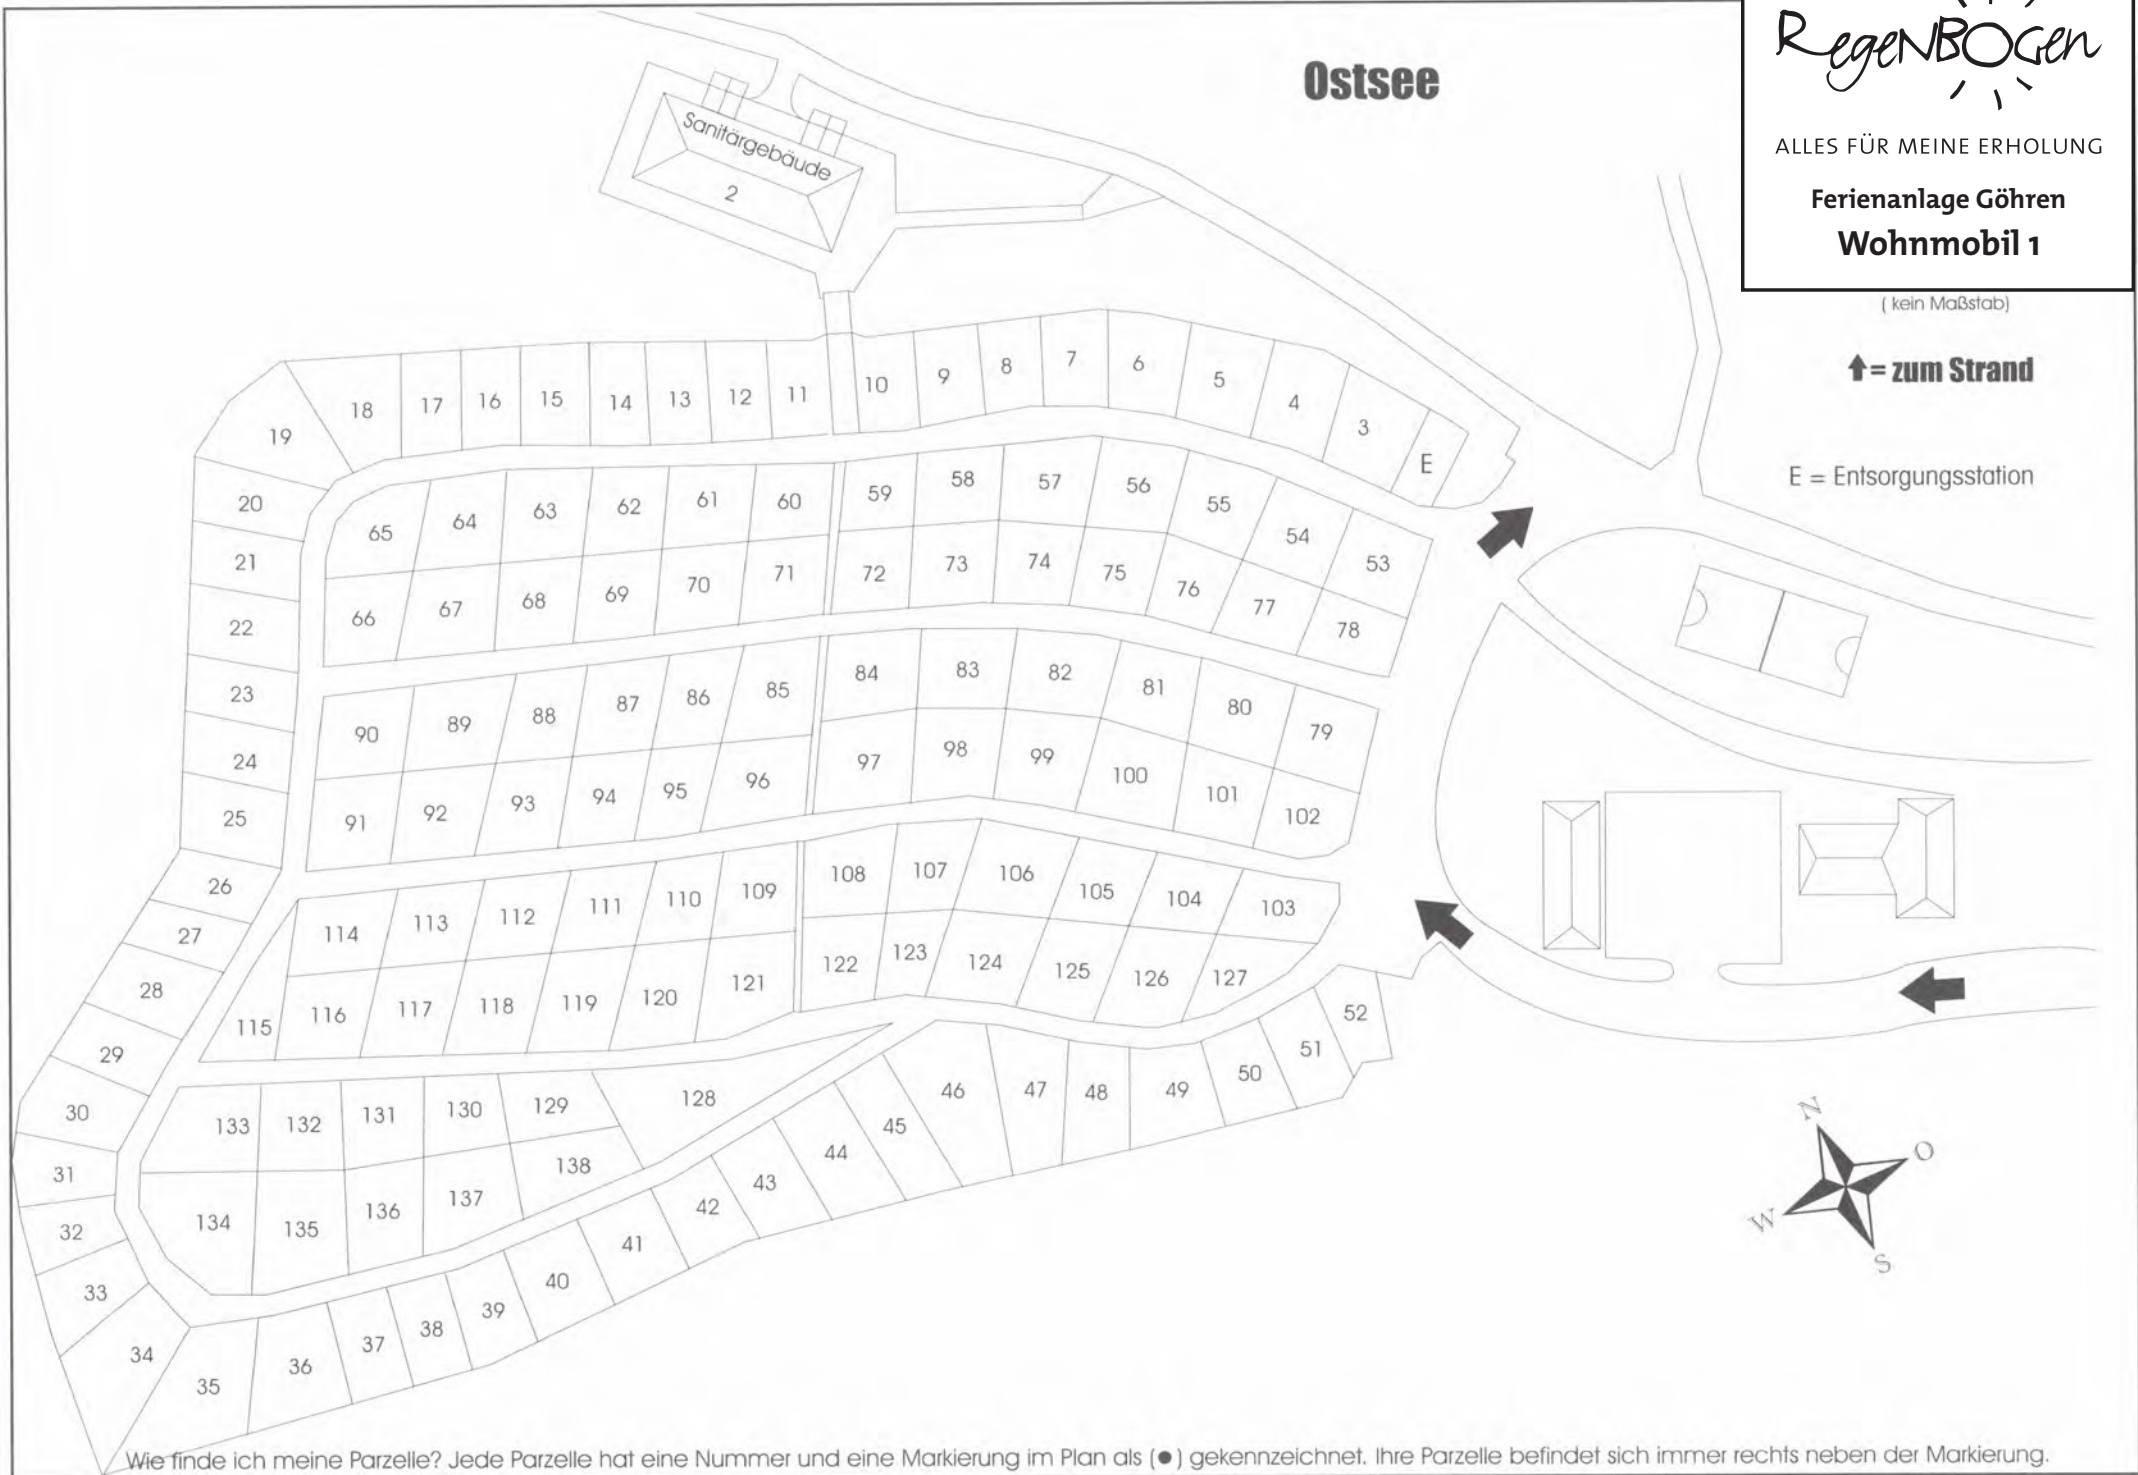 Ostsee
RegeNBOGen
ALLES FÜR MEINE ERHOLUNG
Ferienanlage Göhren
Wohnmobil 1
( kein Maßstab)
= zum Strand
E = Entsorgungsstation
Sanitärgebäude
2
18 17 16 15 14 13 12 11 10 9 8 7 6 5 4 3 E
19
20
21
22
23
24
25
26
27
28
29
30
31
32
33
34
65 64 63 62 61 60 59 58 57 56 55 54 53
66 67 68 69 70 71 72 73 74 75 76 77 78
90 89 88 87 86 85 84 83 82 81 80 79
91 92 93 94 95 96 97 98 99 100 101 102
114 113 112 111 110 109 108 107 106 105 104 103
115 116 117 118 119 120 121 122 123 124 125 126 127
133 132 131 130 129 128
134 135 136 137 138
35 36 37 38 39 40 41 42 43 44 45 46 47 48 49 50 51 52
N
O
W
S
Wie finde ich meine Parzelle? Jede Parzelle hat eine Nummer und eine Markierung im Plan als (●) gekennzeichnet. Ihre Parzelle befindet sich immer rechts neben der Markierung.